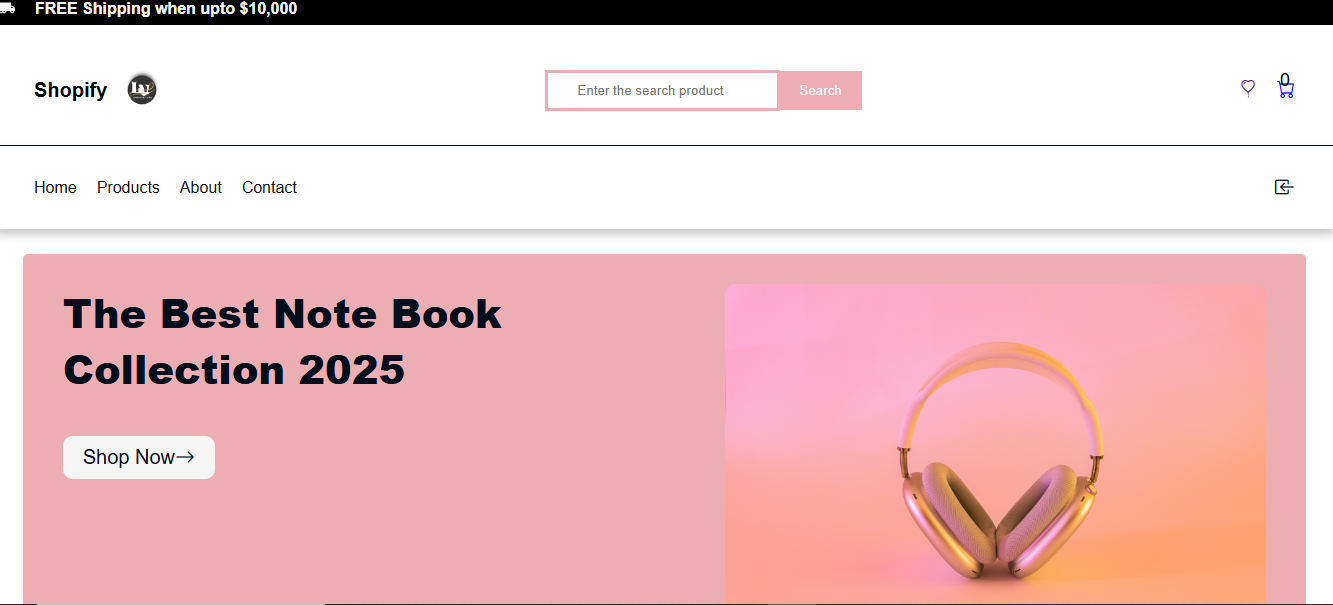 FREE Shipping when upto $10,000
Shopify
Enter the search product
Search
0
Home
Products
About
Contact
The Best Note Book
Collection 2025
Shop Now